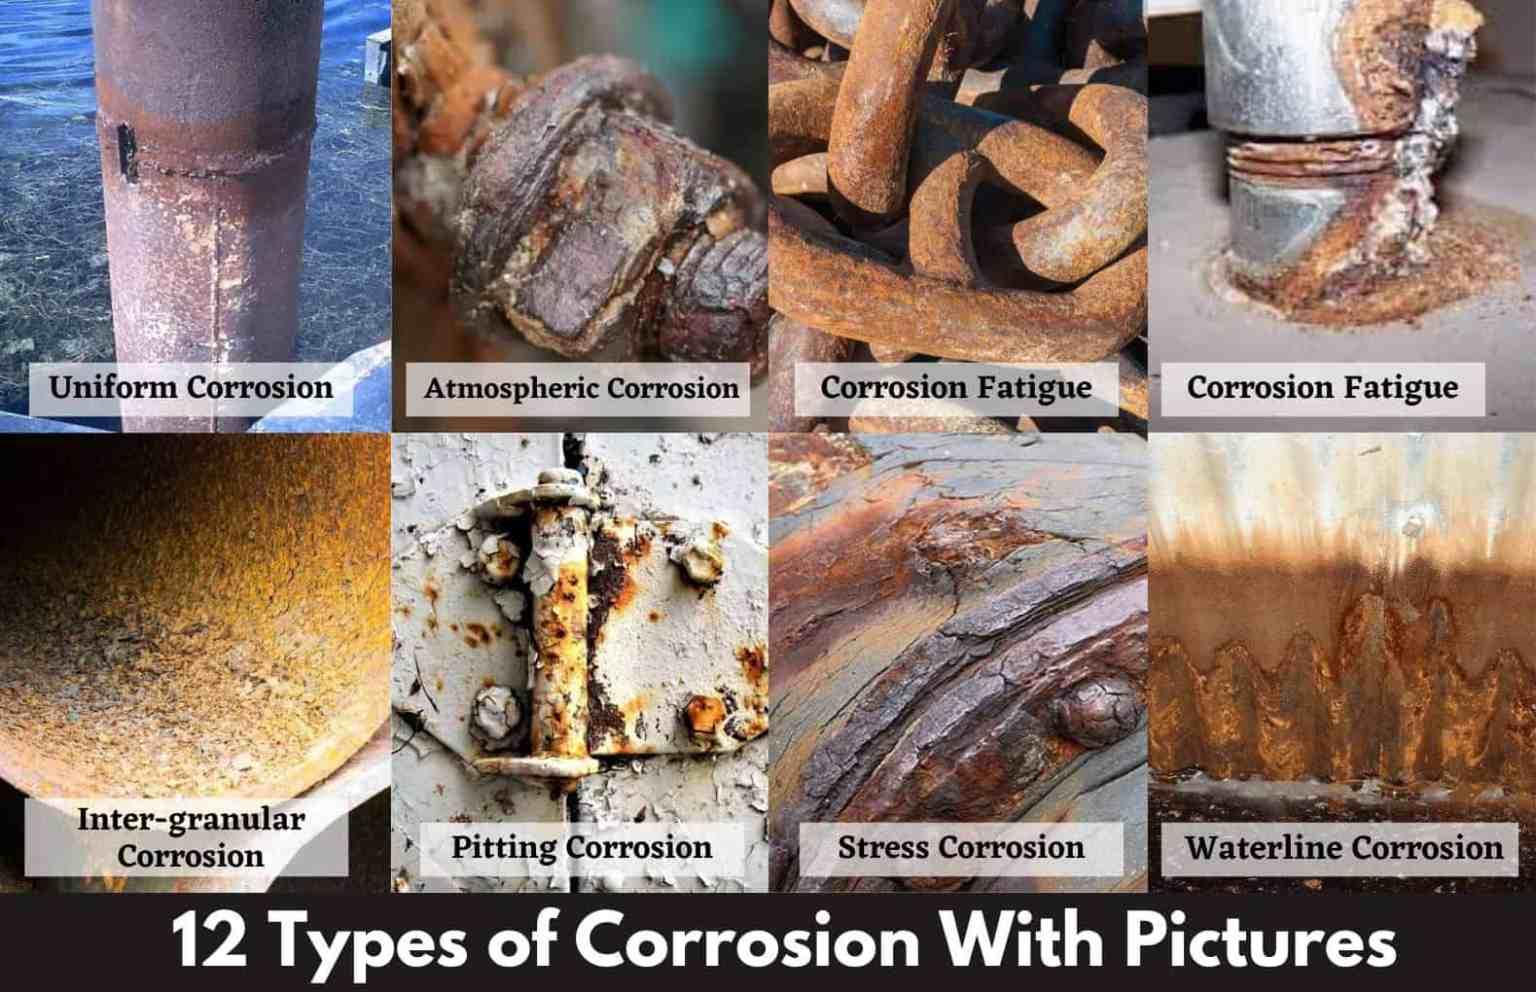 Uniform Corrosion
Atmospheric Corrosion
Corrosion Fatigue
Corrosion Fatigue
Inter-granular
Corrosion
Pitting Corrosion
Stress Corrosion
Waterline Corrosion
12 Types of Corrosion With Pictures